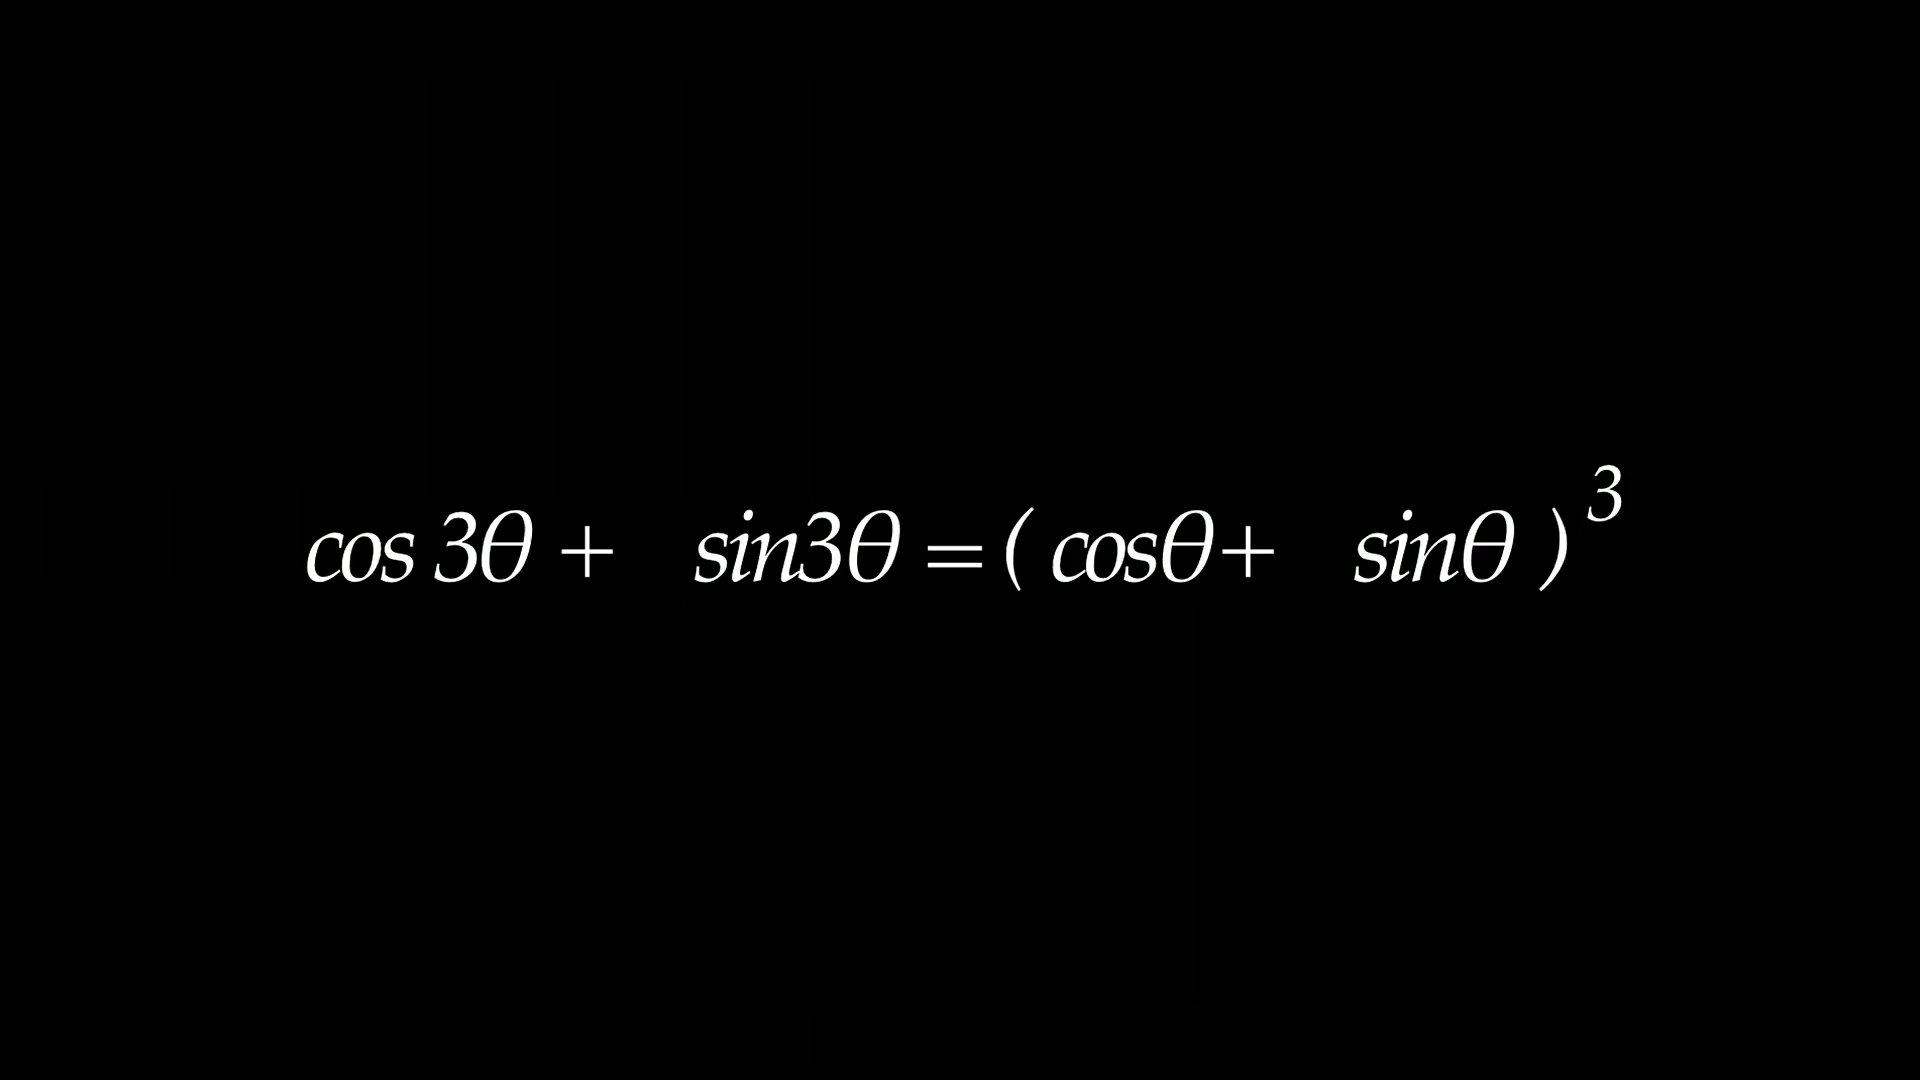 cos 3θ + sin3θ = ( cosθ + sinθ )³